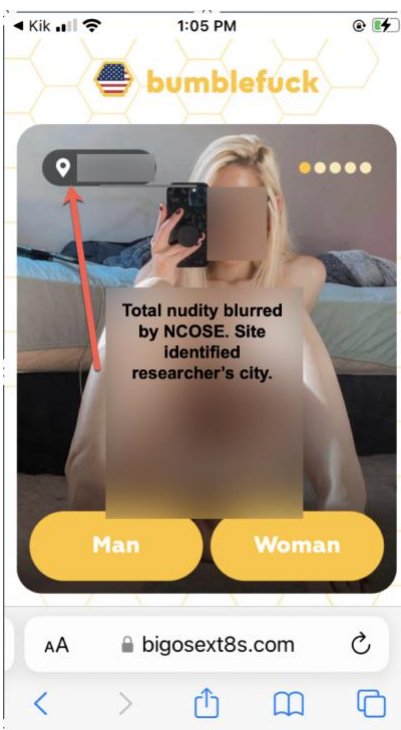 Kik 1:05 PM
bumblefuck
Total nudity blurred
by NCOSE. Site
identified
researcher's city.
Man Woman
AA bigosext8s.com